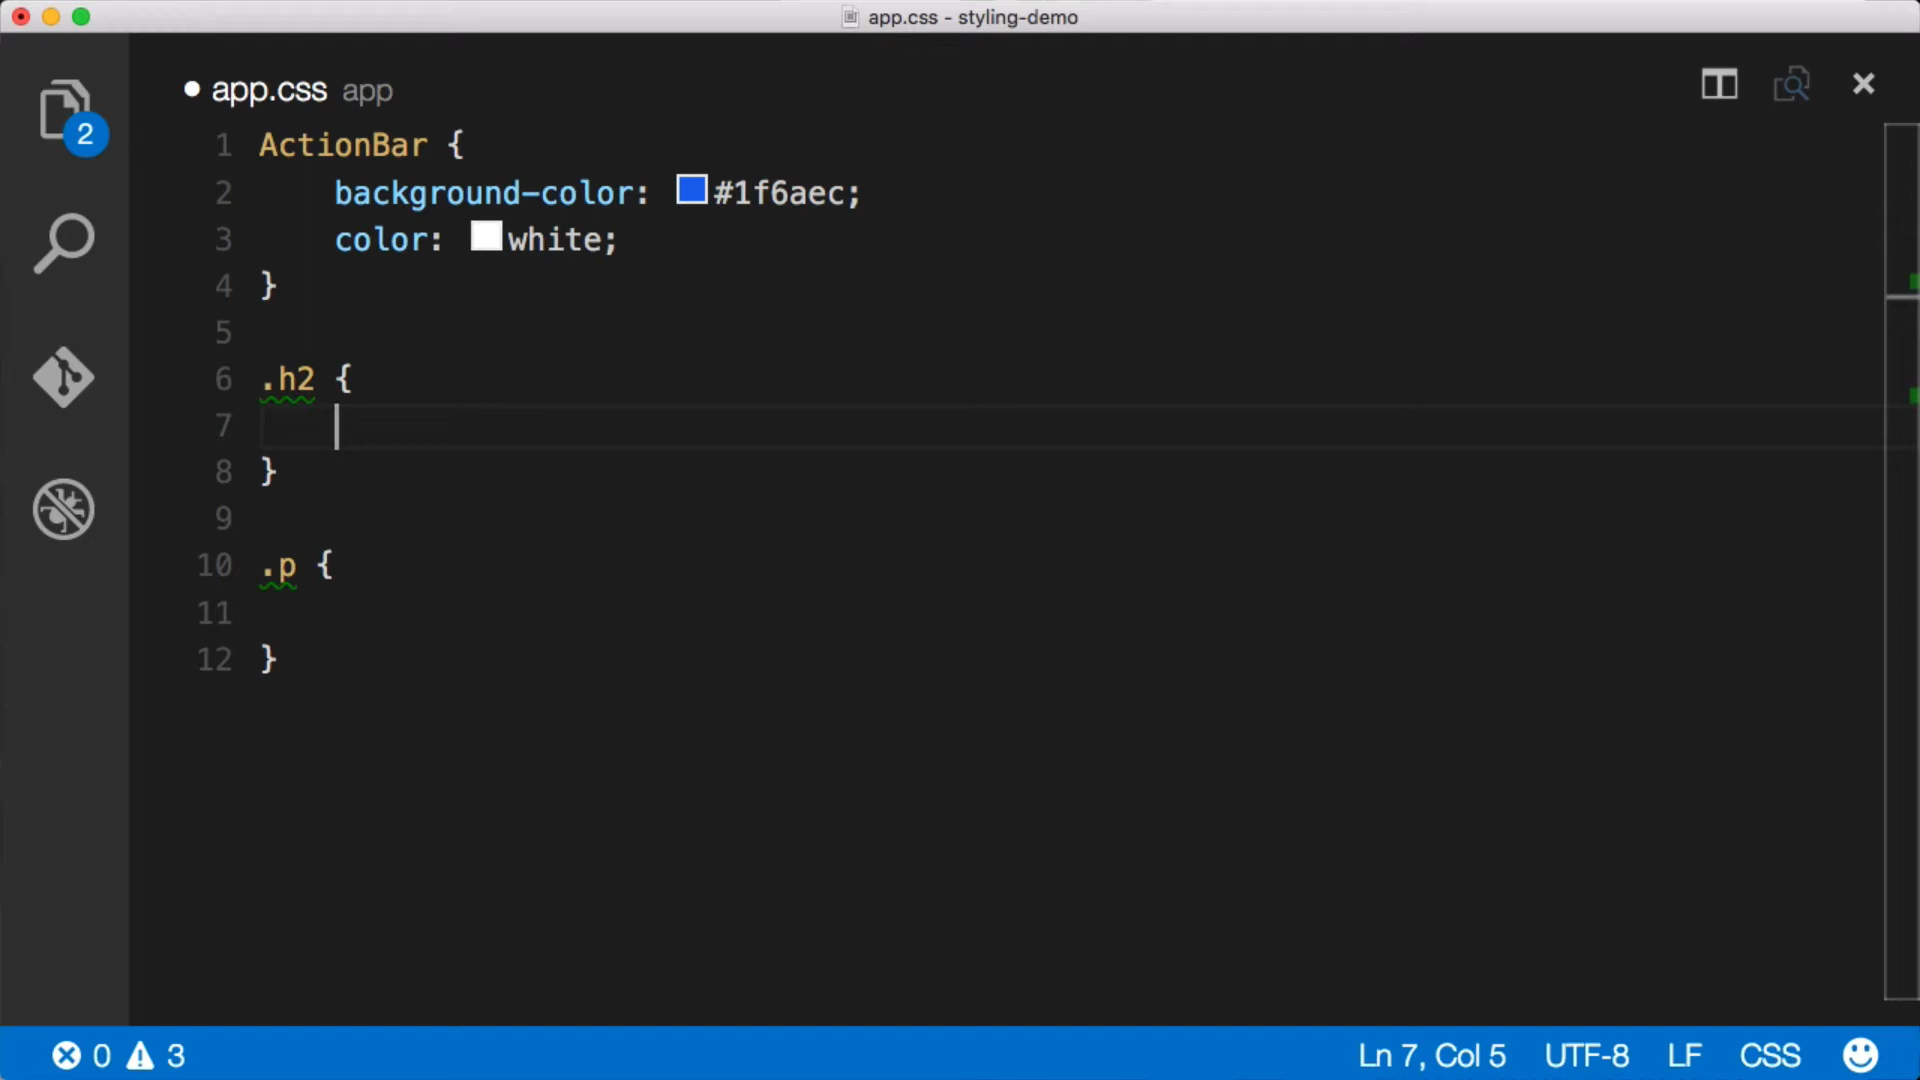 app.css - styling-demo
app.css app
2
1 ActionBar {
2 background-color: #1f6aec;
3 color: white;
4 }
5
6 .h2 {
7
8 }
9
10 .p {
11
12 }
0 3 Ln 7, Col 5 UTF-8 LF CSS